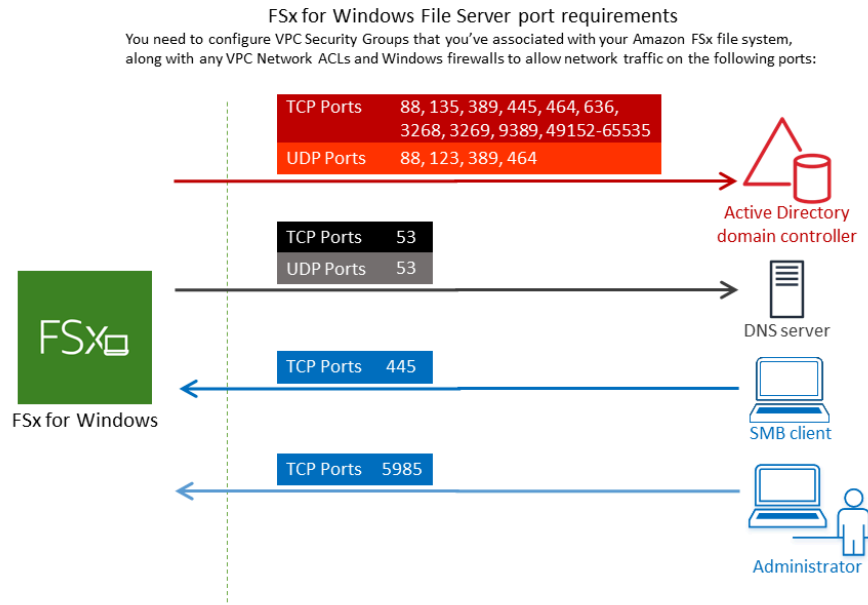 FSx for Windows File Server port requirements
You need to configure VPC Security Groups that you've associated with your Amazon FSx file system,
along with any VPC Network ACLs and Windows firewalls to allow network traffic on the following ports:
TCP Ports 88, 135, 389, 445, 464, 636,
3268, 3269, 9389, 49152-65535
UDP Ports 88, 123, 389, 464
Active Directory
domain controller
TCP Ports 53
UDP Ports 53
DNS server
FSx
FSx for Windows
TCP Ports 445
SMB client
TCP Ports 5985
Administrator